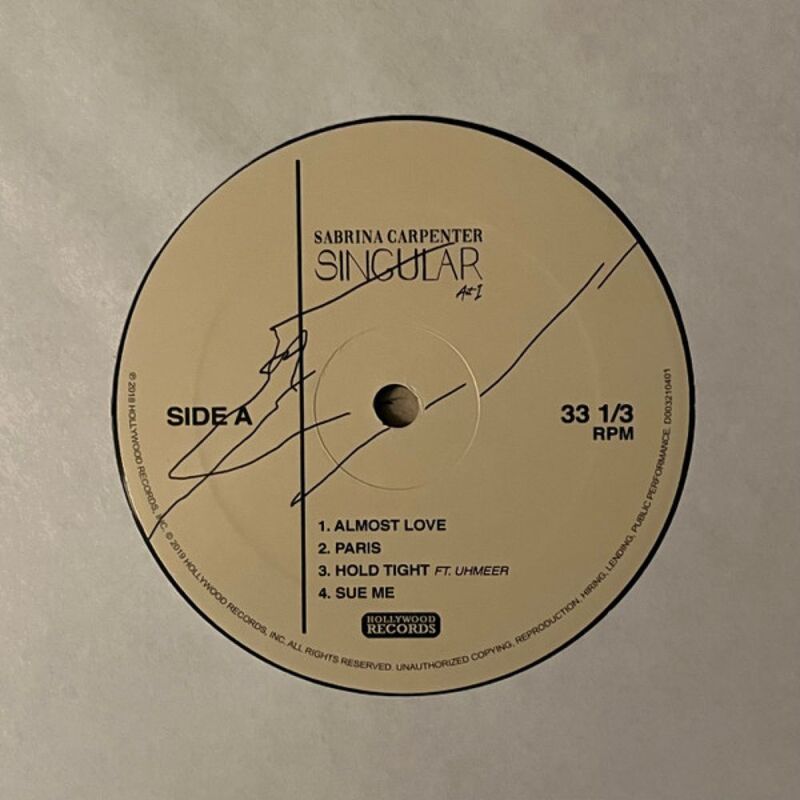 SABRINA CARPENTER
SINGULAR
Act I
SIDE A
33 1/3
RPM
1. ALMOST LOVE
2. PARIS
3. HOLD TIGHT FT. UHMEER
4. SUE ME
HOLLYWOOD
RECORDS
℗ 2018 HOLLYWOOD RECORDS, INC. © 2019 HOLLYWOOD RECORDS, INC. ALL RIGHTS RESERVED. UNAUTHORIZED COPYING, REPRODUCTION, HIRING, LENDING, PUBLIC PERFORMANCE. D003210401